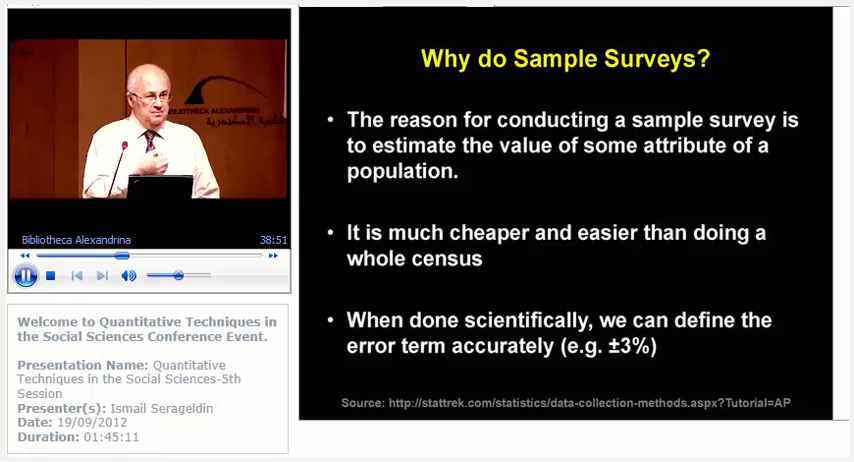 BIBLIOTHECA ALEXANDRINA
مكتبة الإسكندرية
Bibliotheca Alexandrina
38:51
Welcome to Quantitative Techniques in
the Social Sciences Conference Event.
Presentation Name: Quantitative
Techniques in the Social Sciences-5th
Session
Presenter(s): Ismail Serageldin
Date: 19/09/2012
Duration: 01:45:11
Why do Sample Surveys?
• The reason for conducting a sample survey is
to estimate the value of some attribute of a
population.
• It is much cheaper and easier than doing a
whole census
• When done scientifically, we can define the
error term accurately (e.g. ±3%)
Source: http://stattrek.com/statistics/data-collection-methods.aspx?Tutorial=AP